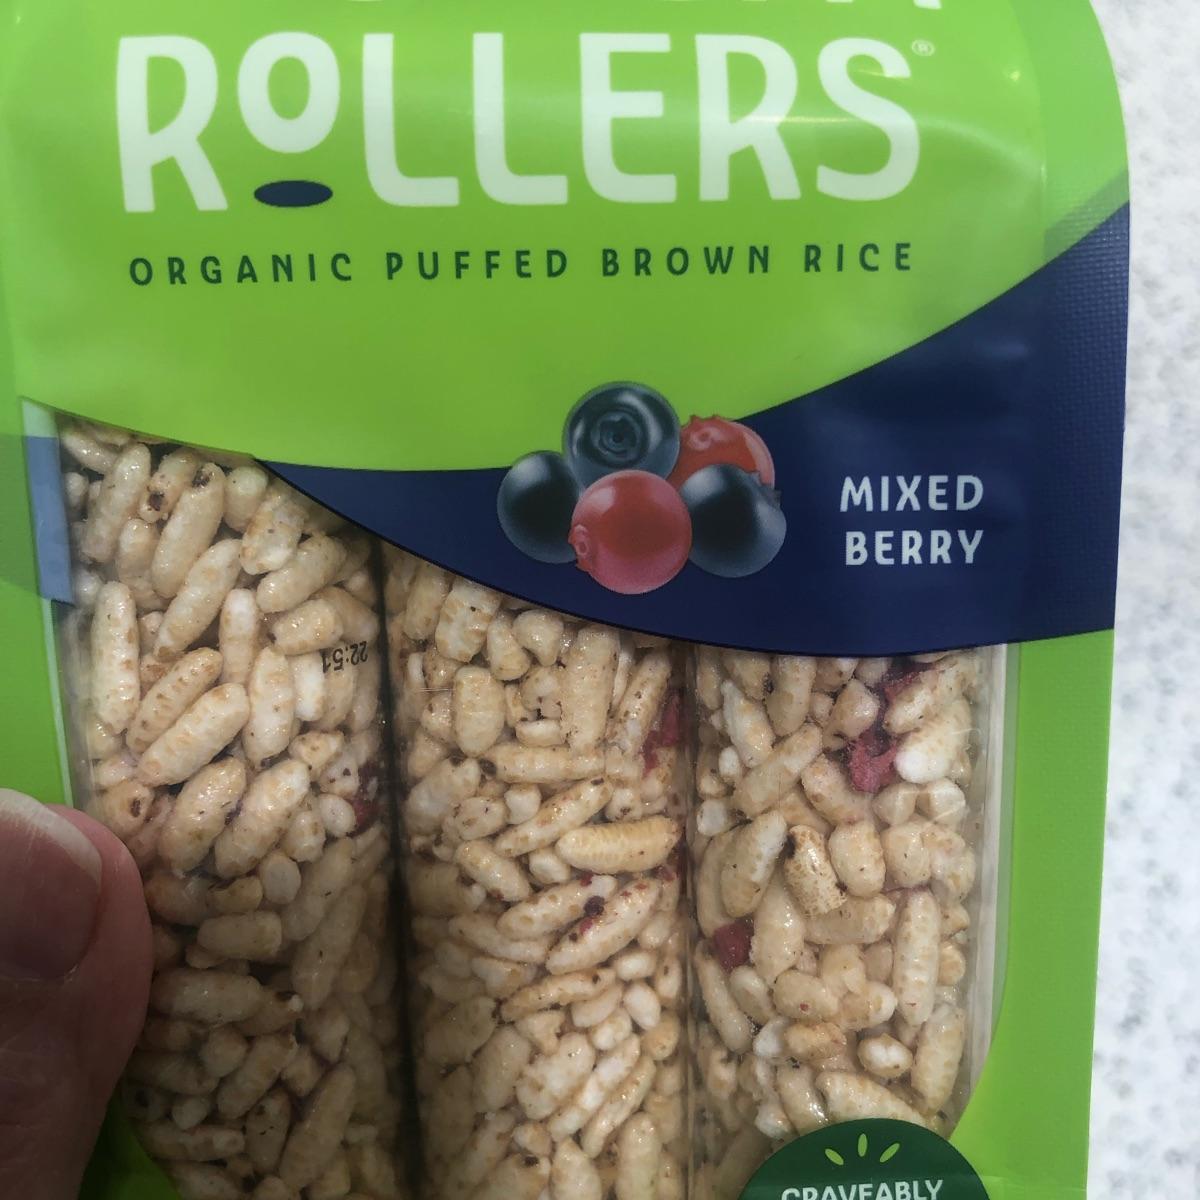 ROLLERS®
ORGANIC PUFFED BROWN RICE
MIXED
BERRY
22:51
CRAVEABLY